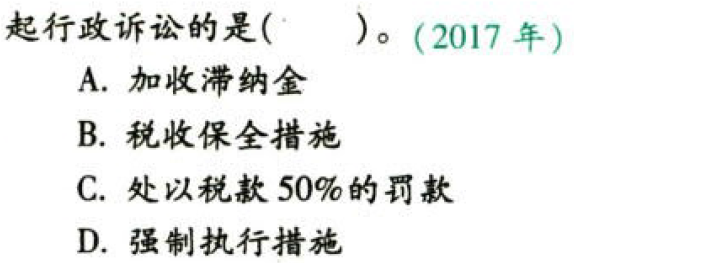 起行政诉讼的是(　　)。(2017 年)
A. 加收滞纳金
B. 税收保全措施
C. 处以税款 50%的罚款
D. 强制执行措施